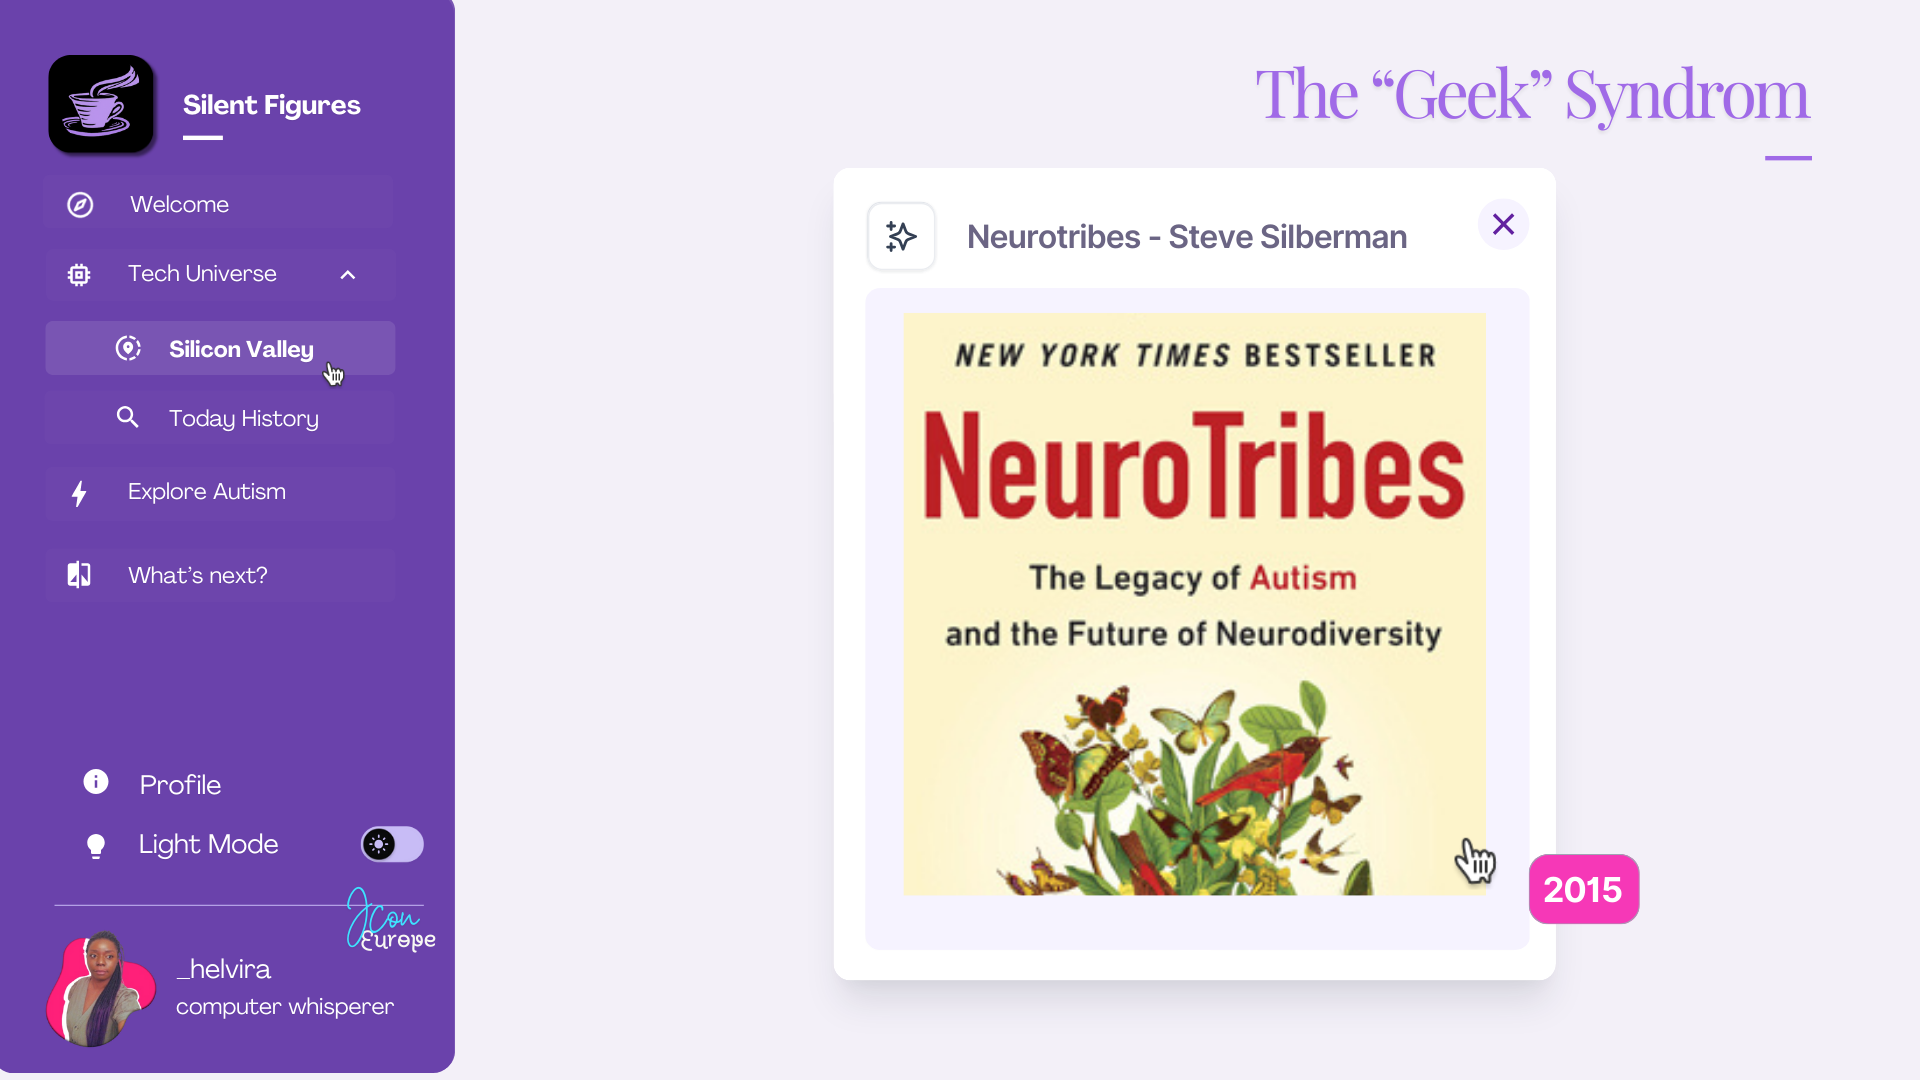 Silent Figures
Welcome
Tech Universe
Silicon Valley
Today History
Explore Autism
What's next?
Profile
Light Mode
JCon
Europe
_helvira
computer whisperer
The “Geek” Syndrom
Neurotribes - Steve Silberman
NEW YORK TIMES BESTSELLER
NeuroTribes
The Legacy of Autism
and the Future of Neurodiversity
2015